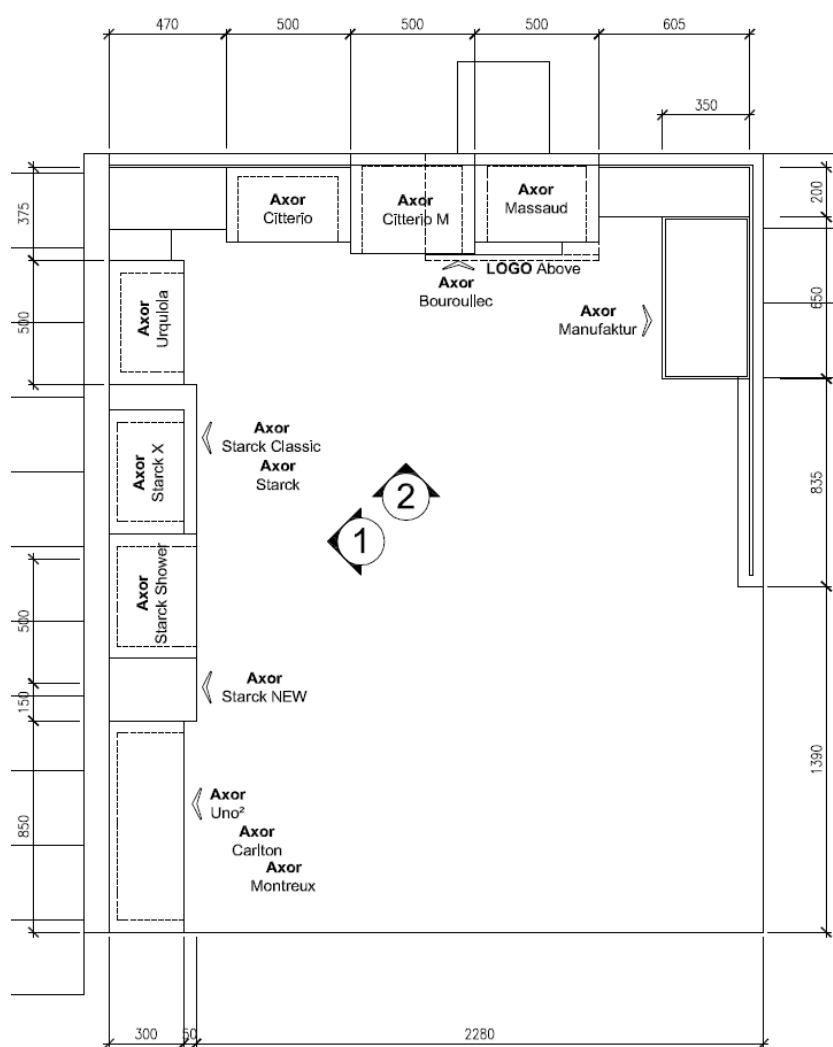 470 500 500 500 605
350
375
200
Axor
Citterio
Axor
Citterio M
Axor
Massaud
LOGO Above
Axor
Bouroullec
Axor
Manufaktur
500
Axor
Urquiola
650
Axor
Starck X
Axor
Starck Classic
Axor
Starck
2
1
835
Axor
Starck Shower
500
Axor
Starck NEW
150
1390
Axor
Uno²
Axor
Carlton
Axor
Montreux
850
300 50 2280